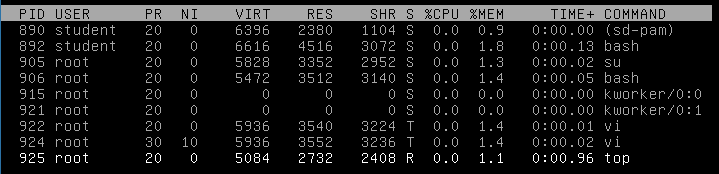 PID USER PR NI VIRT RES SHR S %CPU %MEM TIME+ COMMAND
890 student 20 0 6396 2380 1104 S 0.0 0.9 0:00.00 (sd-pam)
892 student 20 0 6616 4516 3072 S 0.0 1.8 0:00.13 bash
905 root 20 0 5828 3352 2952 S 0.0 1.3 0:00.02 su
906 root 20 0 5472 3512 3140 S 0.0 1.4 0:00.05 bash
915 root 20 0 0 0 0 S 0.0 0.0 0:00.00 kworker/0:0
921 root 20 0 0 0 0 S 0.0 0.0 0:00.00 kworker/0:1
922 root 20 0 5936 3540 3224 T 0.0 1.4 0:00.01 vi
924 root 30 10 5936 3552 3236 T 0.0 1.4 0:00.02 vi
925 root 20 0 5084 2732 2408 R 0.0 1.1 0:00.96 top